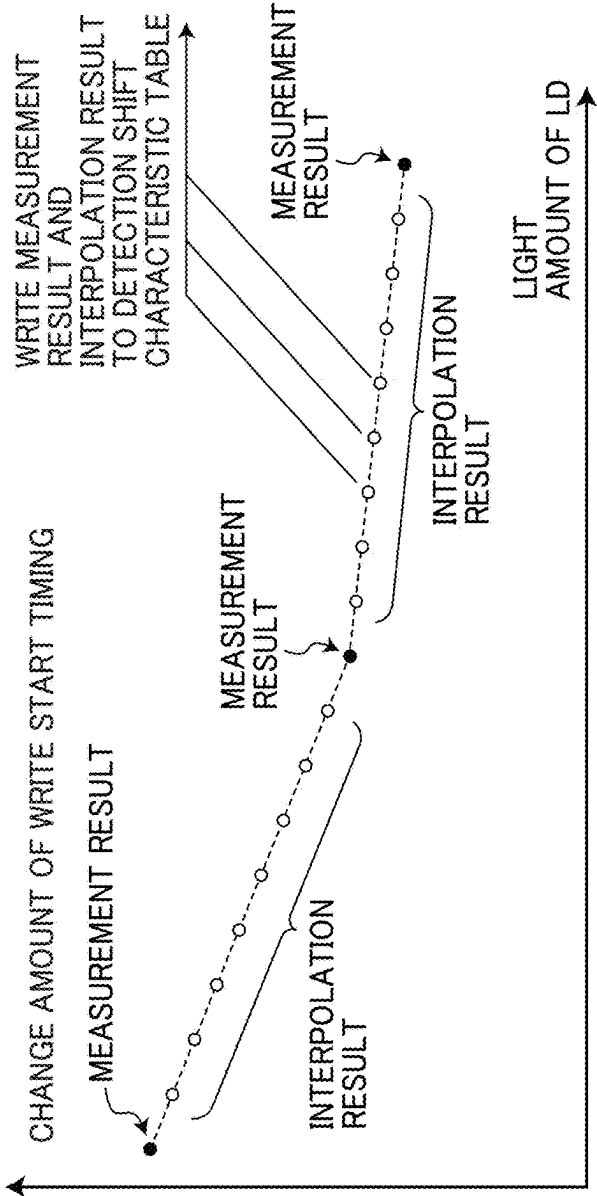 CHANGE AMOUNT OF WRITE START TIMING
MEASUREMENT RESULT
INTERPOLATION
RESULT
MEASUREMENT
RESULT
INTERPOLATION
RESULT
WRITE MEASUREMENT
RESULT AND
INTERPOLATION RESULT
TO DETECTION SHIFT
CHARACTERISTIC TABLE
MEASUREMENT
RESULT
LIGHT
AMOUNT OF LD